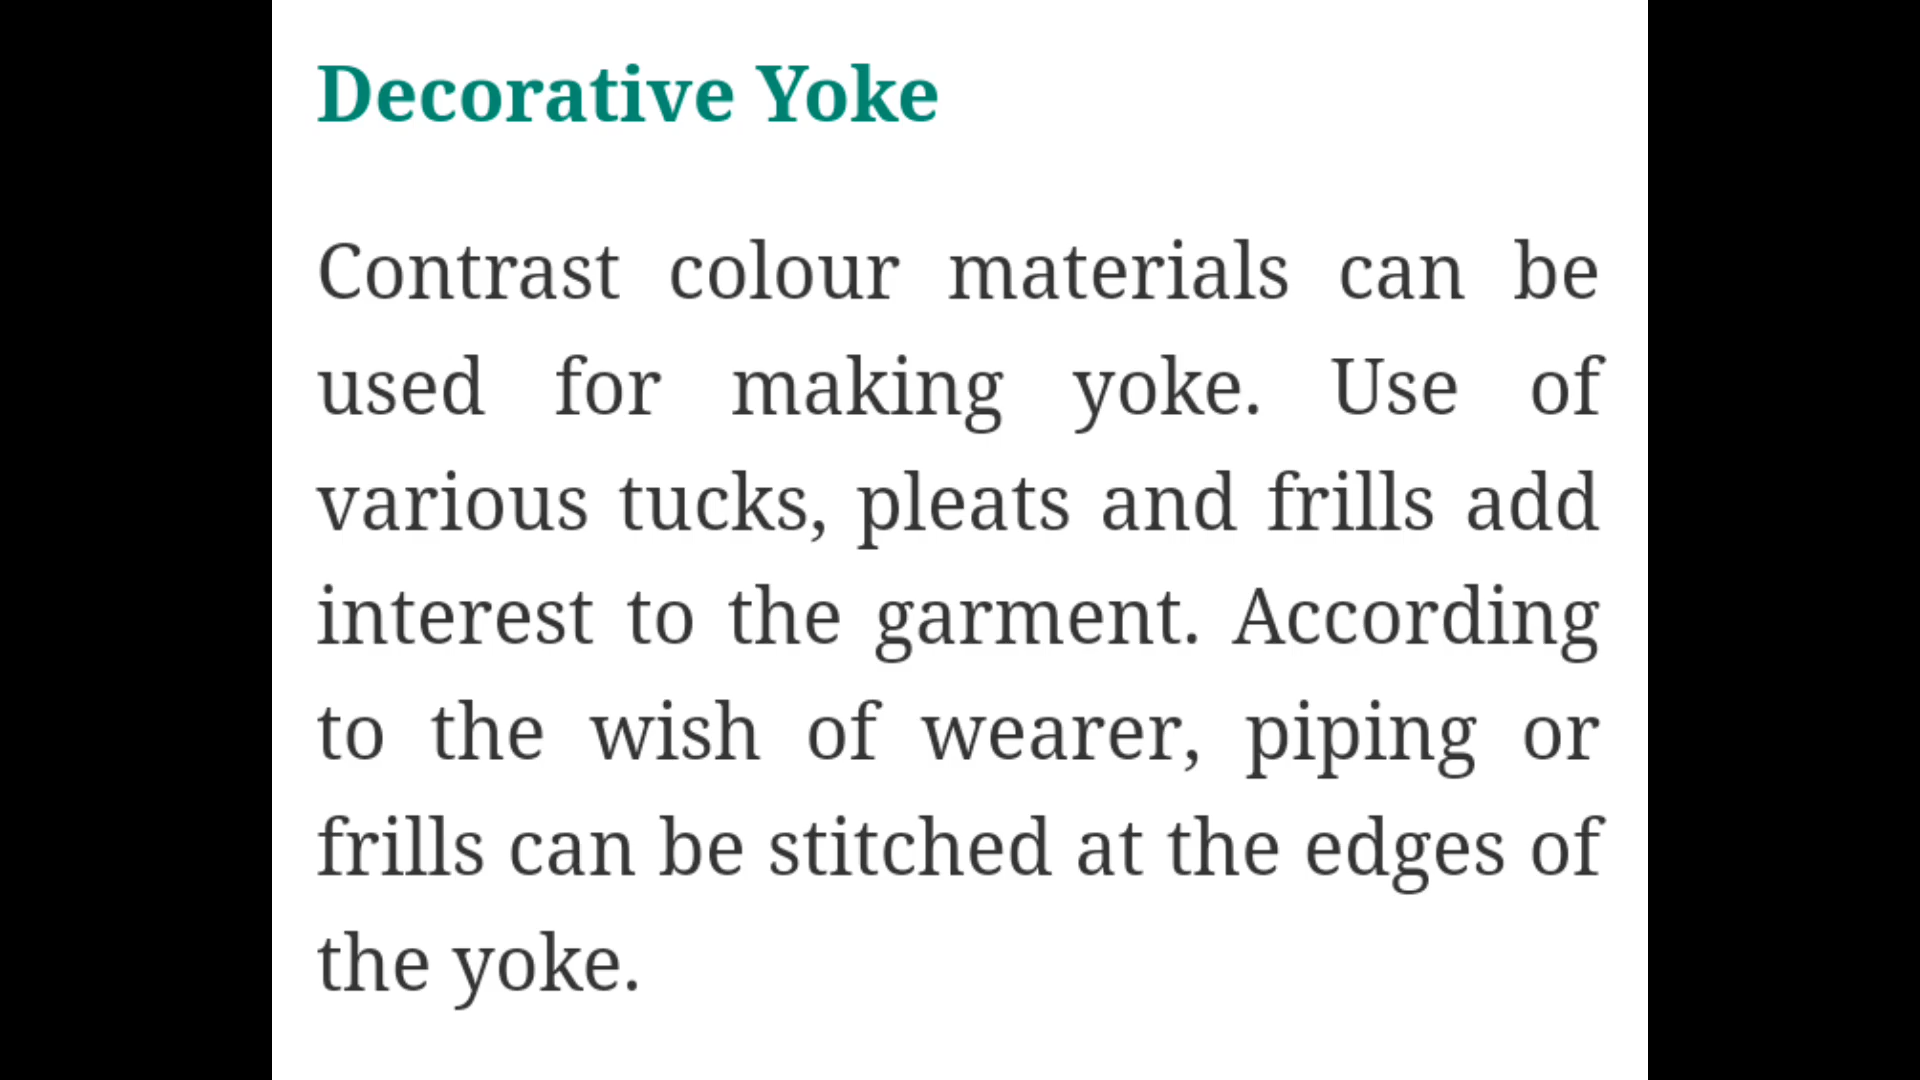 Decorative Yoke
Contrast colour materials can be
used for making yoke. Use of
various tucks, pleats and frills add
interest to the garment. According
to the wish of wearer, piping or
frills can be stitched at the edges of
the yoke.